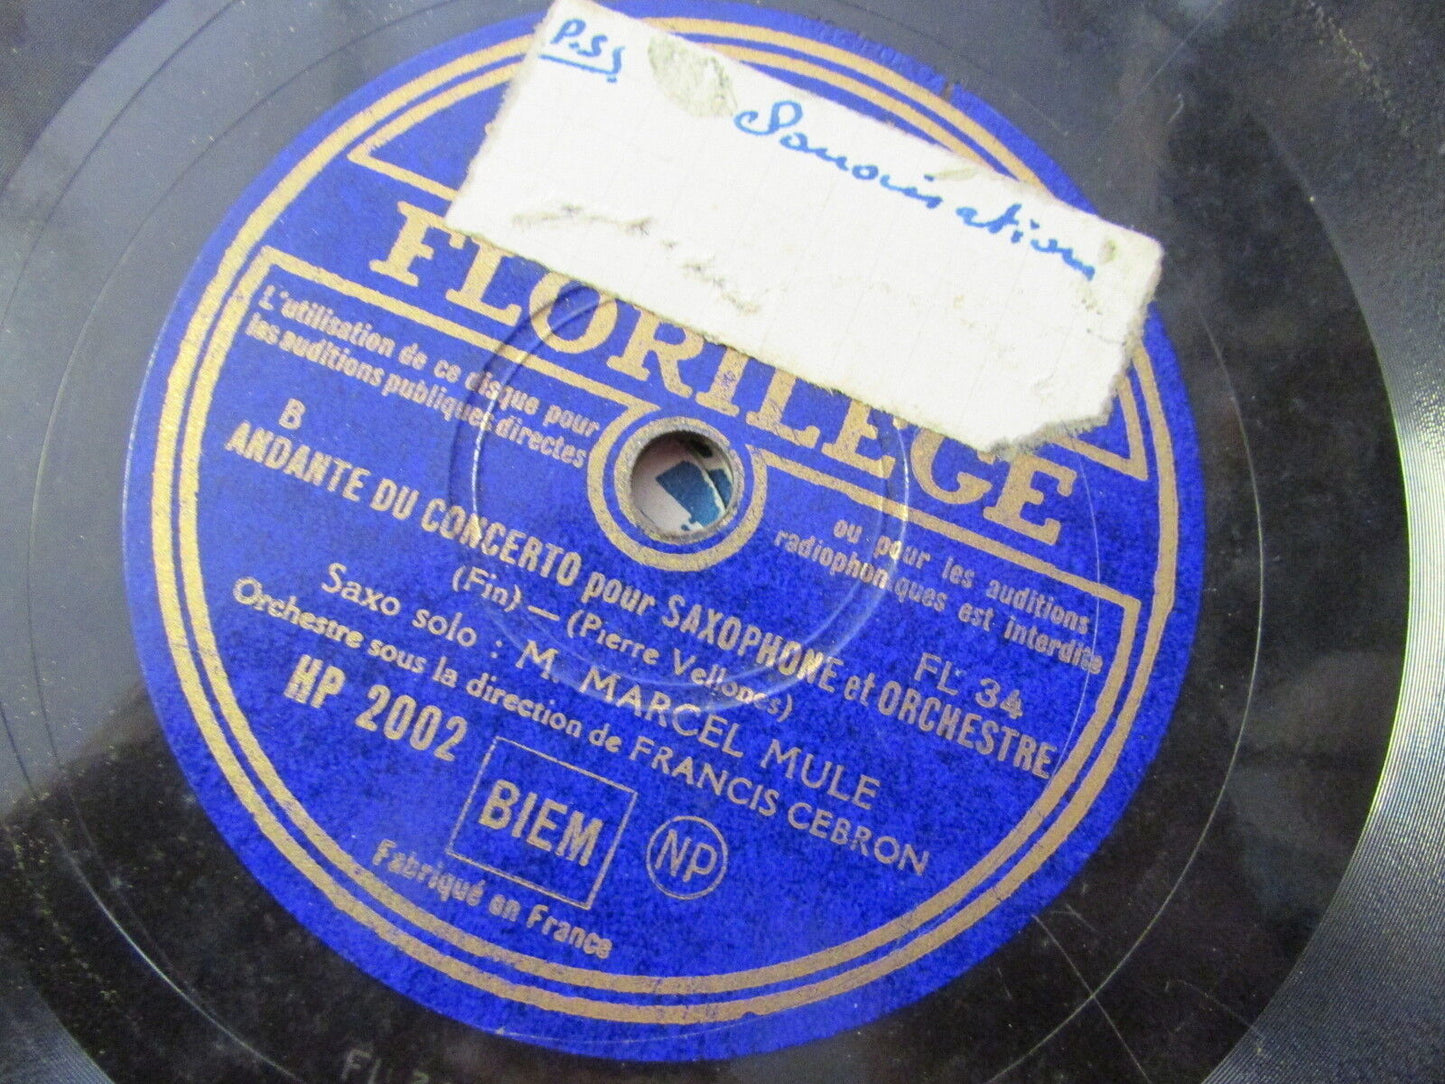 Sonorisation
FLORILÈGE
L'utilisation de ce disque pour
les auditions publiques directes
ou pour les auditions
radiophoniques est interdite
B
FL 34
ANDANTE DU CONCERTO pour SAXOPHONE et ORCHESTRE
(Fin) — (Pierre Vellones)
Saxo solo : M. MARCEL MULE
Orchestre sous la direction de FRANCIS CEBRON
HP 2002
BIEM
NP
Fabriqué en France